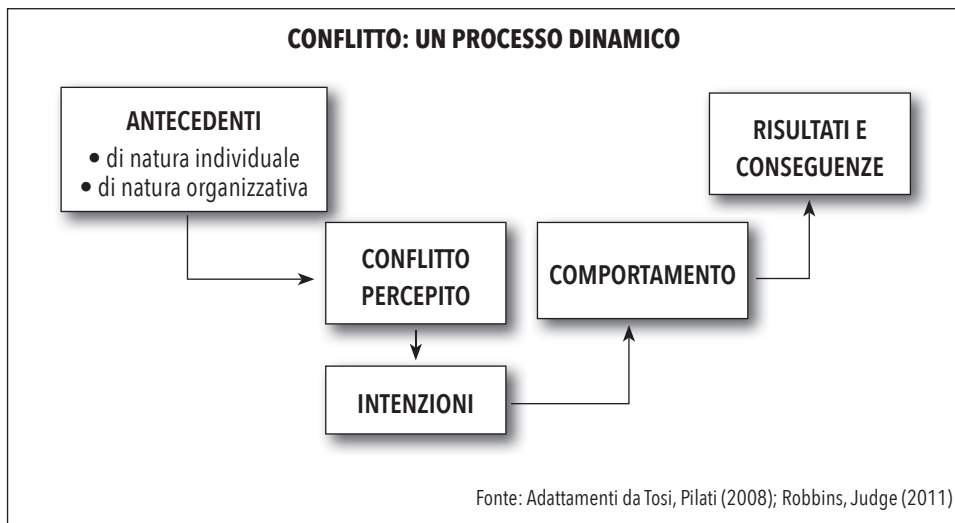 CONFLITTO: UN PROCESSO DINAMICO
ANTECEDENTI
• di natura individuale
• di natura organizzativa
CONFLITTO
PERCEPITO
INTENZIONI
COMPORTAMENTO
RISULTATI E
CONSEGUENZE
Fonte: Adattamenti da Tosi, Pilati (2008); Robbins, Judge (2011)